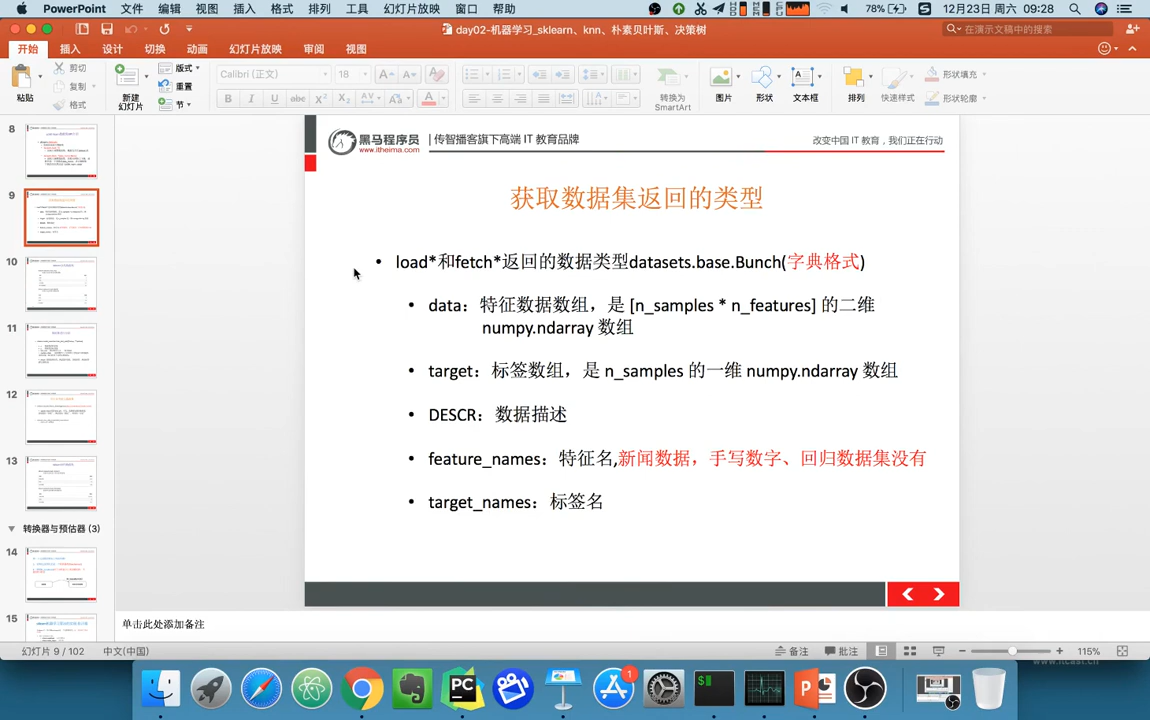 PowerPoint 文件 编辑 视图 插入 格式 排列 工具 幻灯片放映 窗口 帮助 78% 12月23日 周六 09:28
day02-机器学习_sklearn、knn、朴素贝叶斯、决策树 在演示文稿中的搜索
开始 插入 设计 切换 动画 幻灯片放映 审阅 视图
粘贴 剪切 复制 格式
新建幻灯片 版式 重置 节
Calibri (正文) 18
B I U abc X² X₂ AV Aa A
转换为 SmartArt
图片 形状 文本框 排列 快速样式 形状填充 形状轮廓
8
9
10
11
12
13
转换器与预估器 (3)
14
15
黑马程序员 www.itheima.com | 传智播客旗下高端 IT 教育品牌 改变中国 IT 教育，我们正在行动
获取数据集返回的类型
• load*和fetch*返回的数据类型datasets.base.Bunch(字典格式)
• data：特征数据数组，是 [n_samples * n_features] 的二维
numpy.ndarray 数组
• target：标签数组，是 n_samples 的一维 numpy.ndarray 数组
• DESCR：数据描述
• feature_names：特征名,新闻数据，手写数字、回归数据集没有
• target_names：标签名
单击此处添加备注
幻灯片 9 / 102 中文(中国) 备注 批注 115%
www.itcast.cn
PC
1